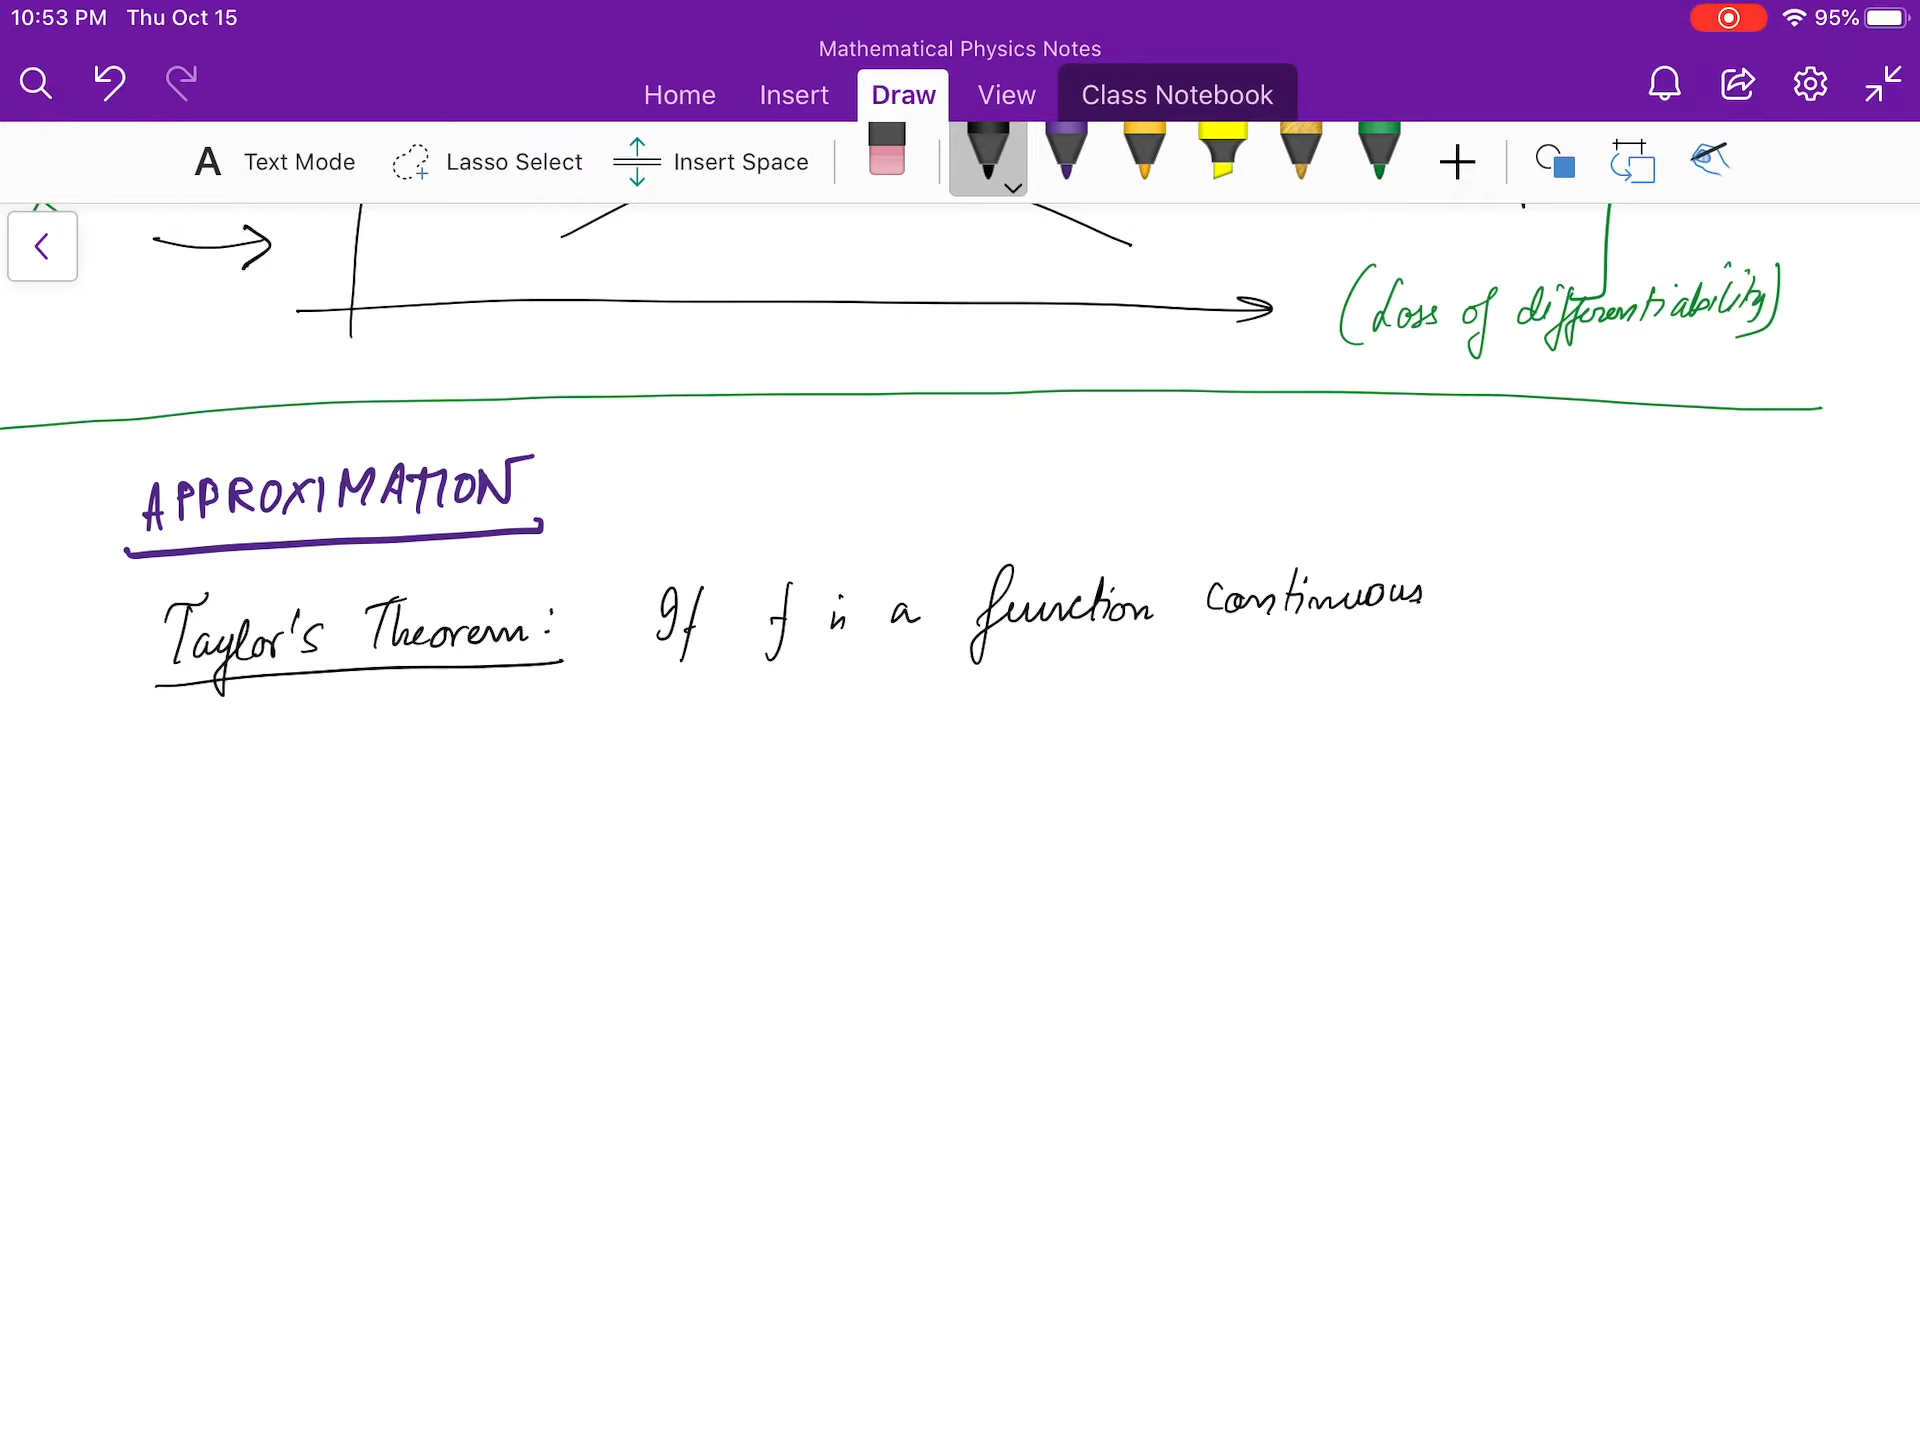 10:53 PM Thu Oct 15 95%
Mathematical Physics Notes
Home Insert Draw View Class Notebook
A Text Mode Lasso Select Insert Space
(Loss of differentiability)
APPROXIMATION
Taylor's Theorem: If f is a function continuous